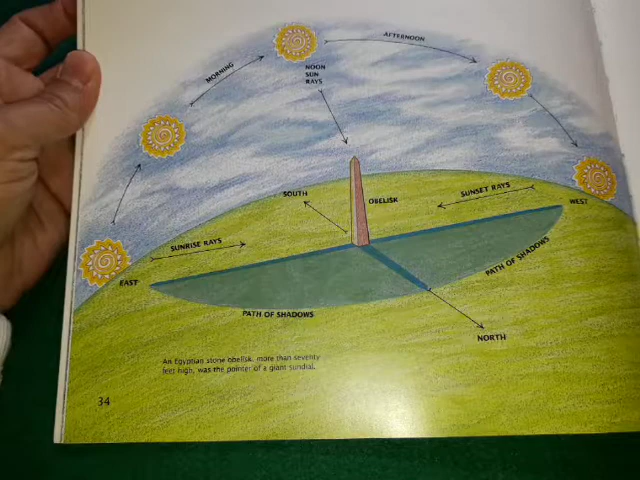 AFTERNOON
MORNING
NOON
SUN
RAYS
SOUTH
OBELISK
SUNSET RAYS
WEST
SUNRISE RAYS
EAST
PATH OF SHADOWS
PATH OF SHADOWS
NORTH
An Egyptian stone obelisk, more than seventy
feet high, was the pointer of a giant sundial.
34